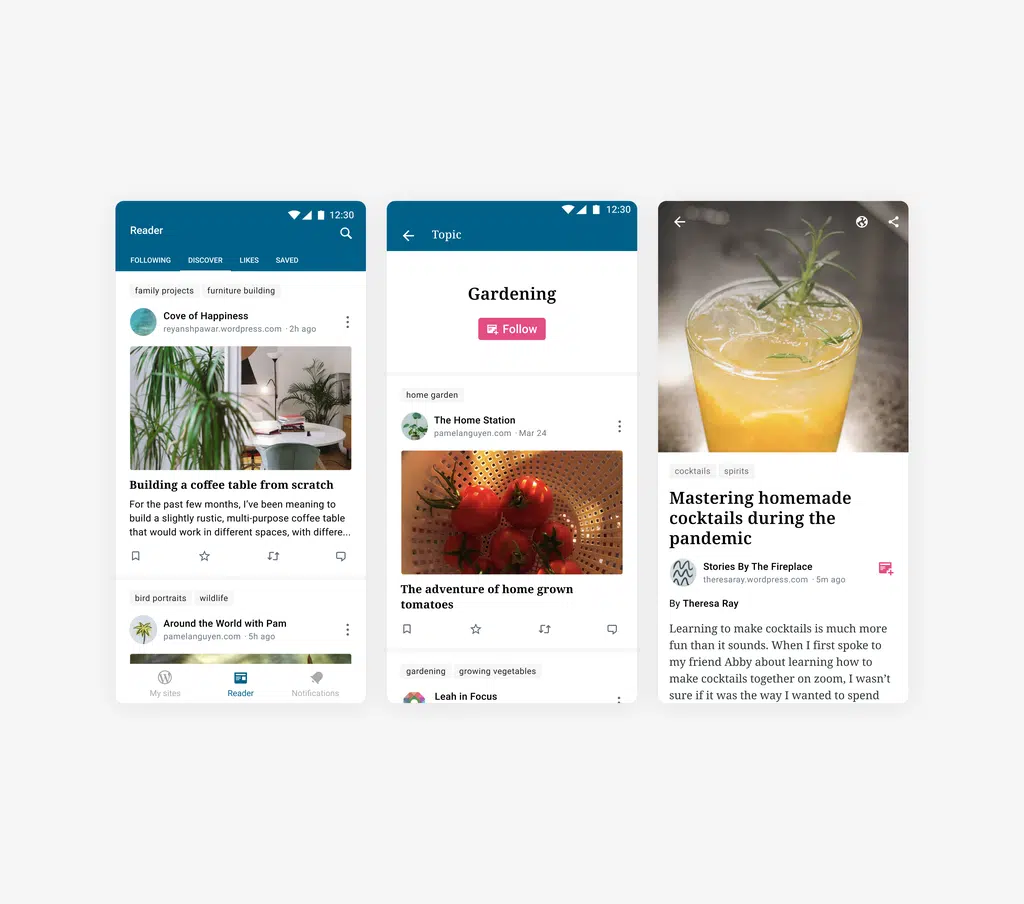 12:30
Reader
FOLLOWING DISCOVER LIKES SAVED
family projects furniture building
Cove of Happiness
reyanshpawar.wordpress.com · 2h ago
Building a coffee table from scratch
For the past few months, I've been meaning to
build a slightly rustic, multi-purpose coffee table
that would work in different spaces, with differe...
bird portraits wildlife
Around the World with Pam
pamelanguyen.com · 5h ago
My sites Reader Notifications
12:30
Topic
Gardening
Follow
home garden
The Home Station
pamelanguyen.com · Mar 24
The adventure of home grown
tomatoes
gardening growing vegetables
Leah in Focus
cocktails spirits
Mastering homemade
cocktails during the
pandemic
Stories By The Fireplace
theresaray.wordpress.com · 5m ago
By Theresa Ray
Learning to make cocktails is much more
fun than it sounds. When I first spoke to
my friend Abby about learning how to
make cocktails together on zoom, I wasn't
sure if it was the way I wanted to spend